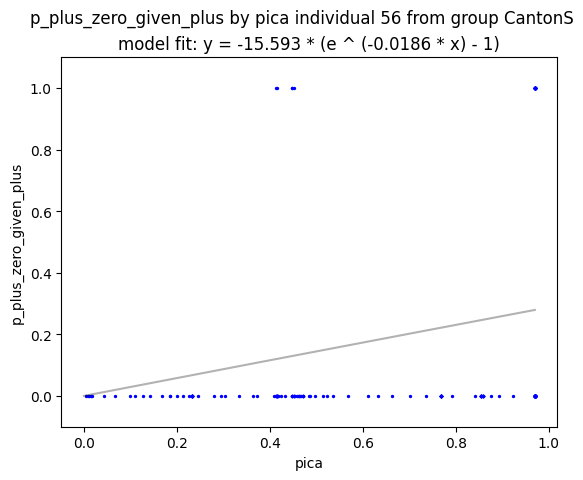 p_plus_zero_given_plus by pica individual 56 from group CantonS
model fit: y = -15.593 * (e ^ (-0.0186 * x) - 1)
1.0
0.8
0.6
0.4
0.2
0.0
p_plus_zero_given_plus
0.0 0.2 0.4 0.6 0.8 1.0
pica